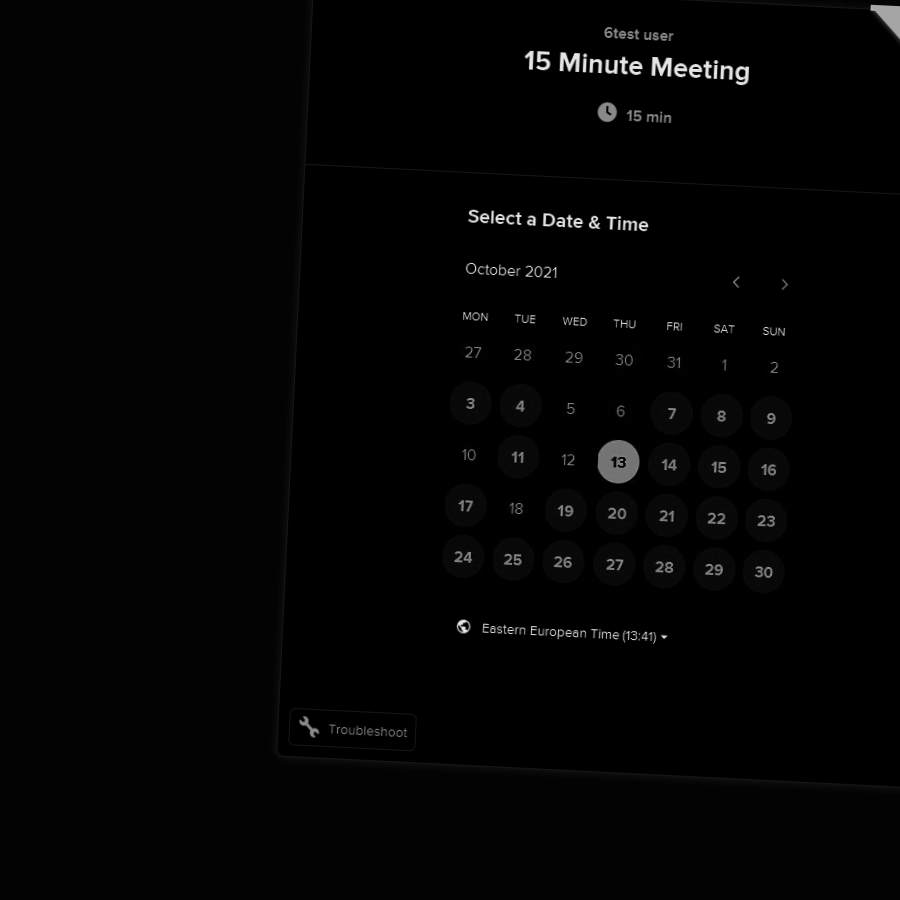 6test user
15 Minute Meeting
15 min
Select a Date & Time
October 2021
MON TUE WED THU FRI SAT SUN
27 28 29 30 31 1 2
3 4 5 6 7 8 9
10 11 12 13 14 15 16
17 18 19 20 21 22 23
24 25 26 27 28 29 30
Eastern European Time (13:41)
Troubleshoot